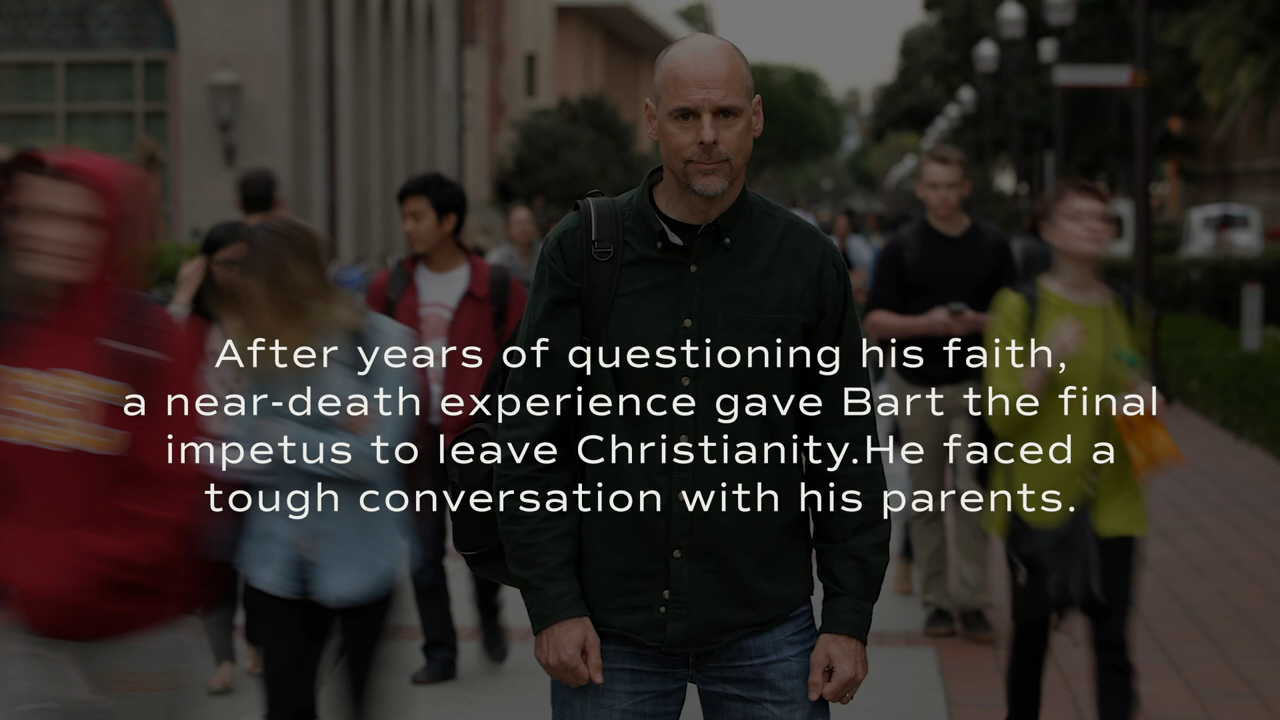 After years of questioning his faith,
a near-death experience gave Bart the final
impetus to leave Christianity.He faced a
tough conversation with his parents.